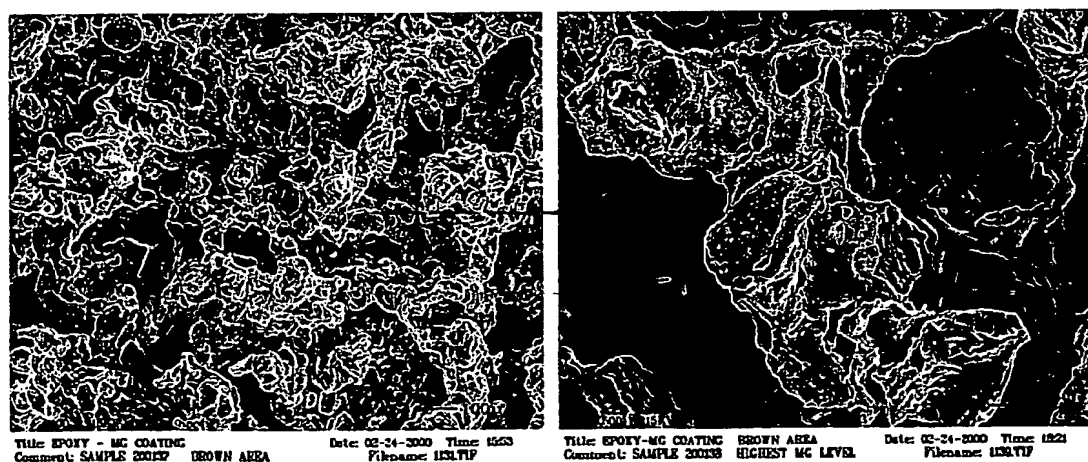 Title: EPOXY - MG COATING Date: 02-24-2000 Time: 15:53
Comment: SAMPLE 200137 BROWN AREA Filename: 1131.TIF
Title: EPOXY-MG COATING BROWN AREA Date: 02-24-2000 Time: 18:21
Comment: SAMPLE 200138 HIGHEST MG LEVEL Filename: 1139.TIF